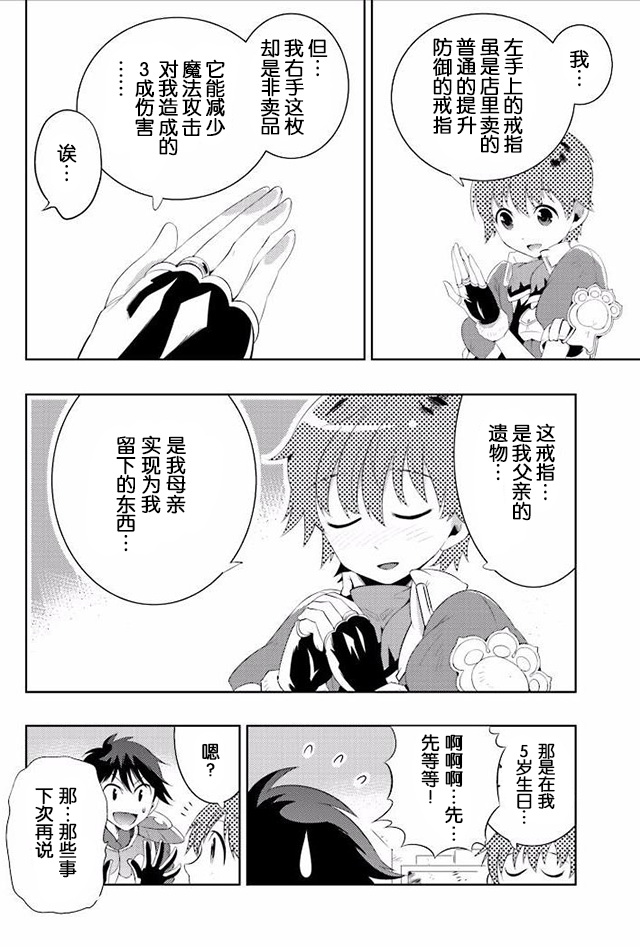 我…
左手上的戒指
虽是店里卖的
普通的提升
防御的戒指
但…
我右手这枚
却是非卖品
它能减少
魔法攻击
对我造成的
3成伤害
……
诶…
这戒指…
是我父亲的
遗物…
是我母亲
实现为我
留下的东西…
那是在我
5岁生日…
啊啊啊…先…
先等等！
嗯？
那…那些事
下次再说